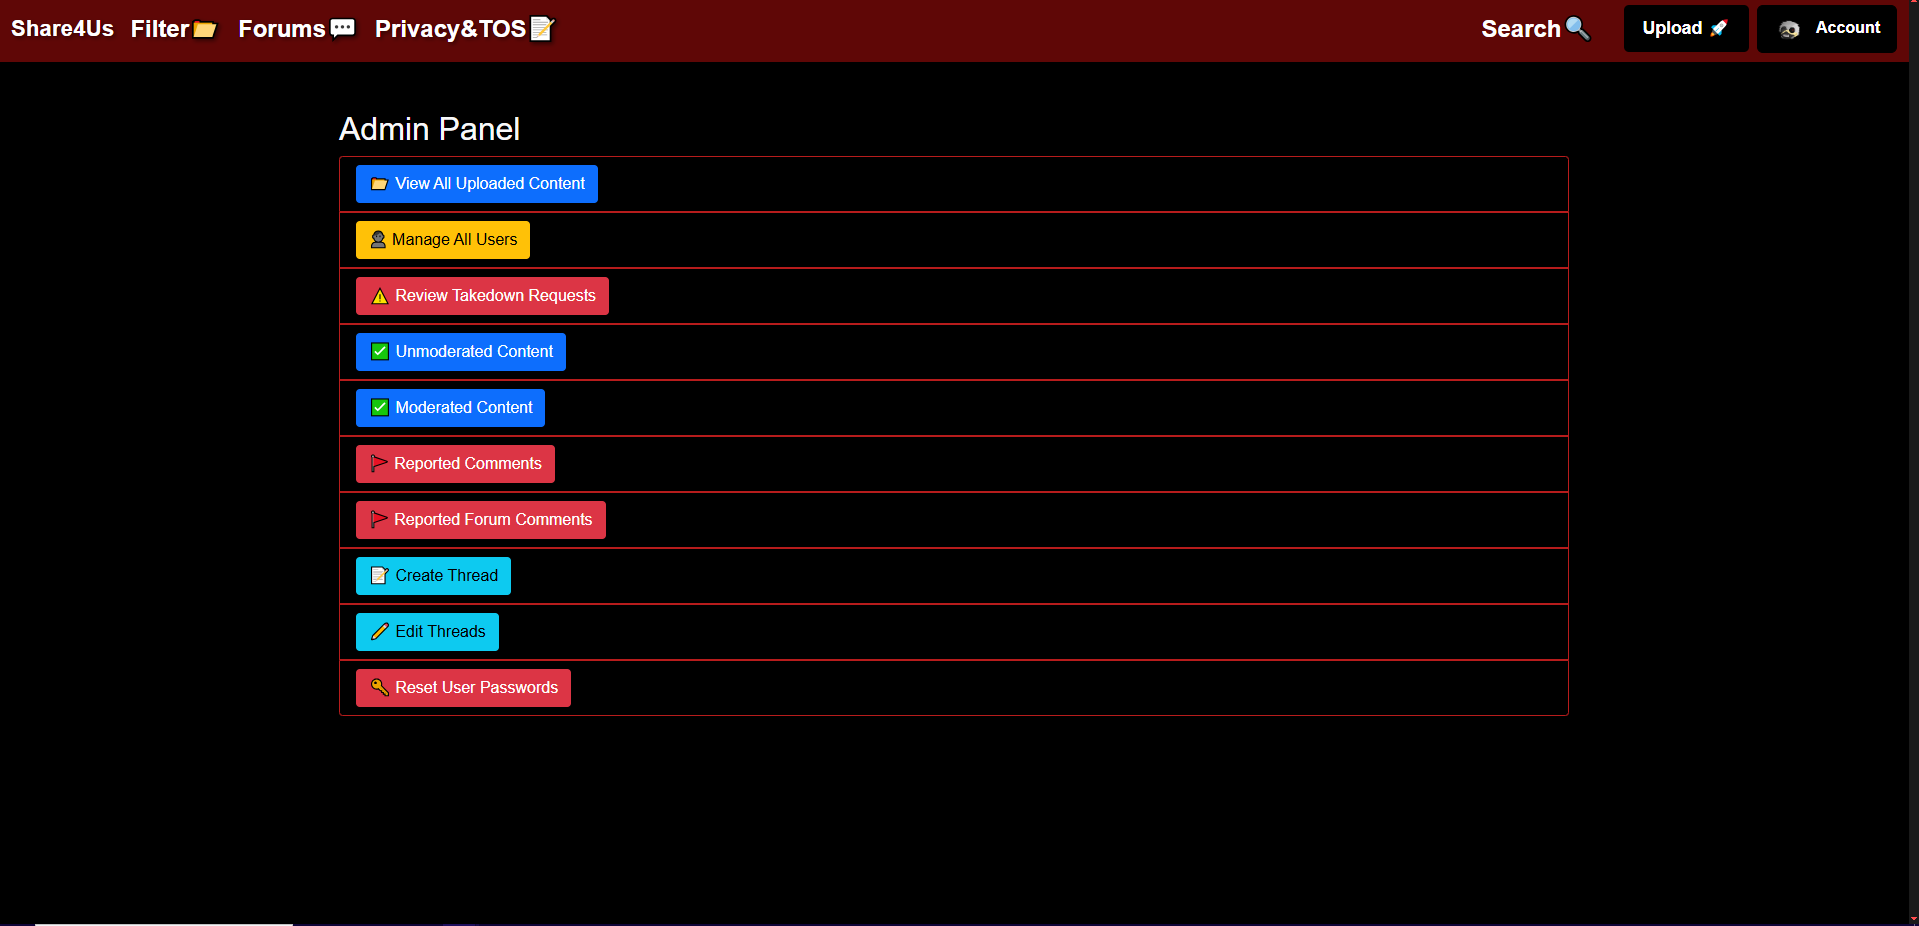 Share4Us Filter📂 Forums💬 Privacy&TOS📝 Search🔍 Upload 🚀 Account
Admin Panel
📂 View All Uploaded Content
👤 Manage All Users
⚠️ Review Takedown Requests
✅ Unmoderated Content
✅ Moderated Content
🚩 Reported Comments
🚩 Reported Forum Comments
📝 Create Thread
✏️ Edit Threads
🔑 Reset User Passwords